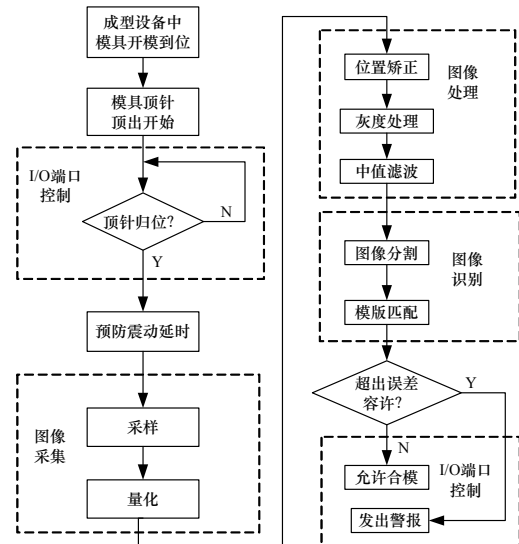 成型设备中
模具开模到位
模具顶针
顶出开始
I/O端口
控制
顶针归位?
N
Y
预防震动延时
图像
采集
采样
量化
位置矫正
灰度处理
中值滤波
图像
处理
图像分割
模版匹配
图像
识别
超出误差
容许?
Y
N
允许合模
发出警报
I/O端口
控制